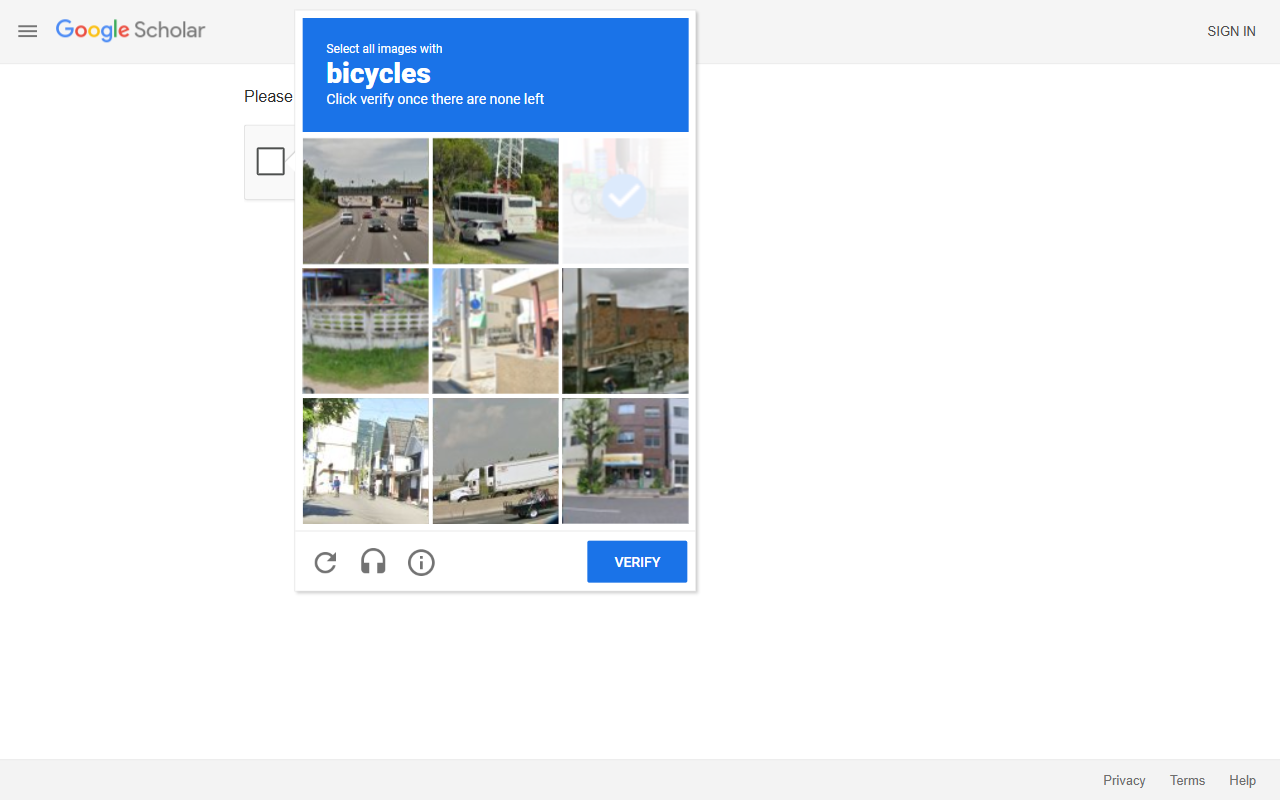 Google Scholar
SIGN IN
Please
Select all images with
bicycles
Click verify once there are none left
VERIFY
Privacy
Terms
Help